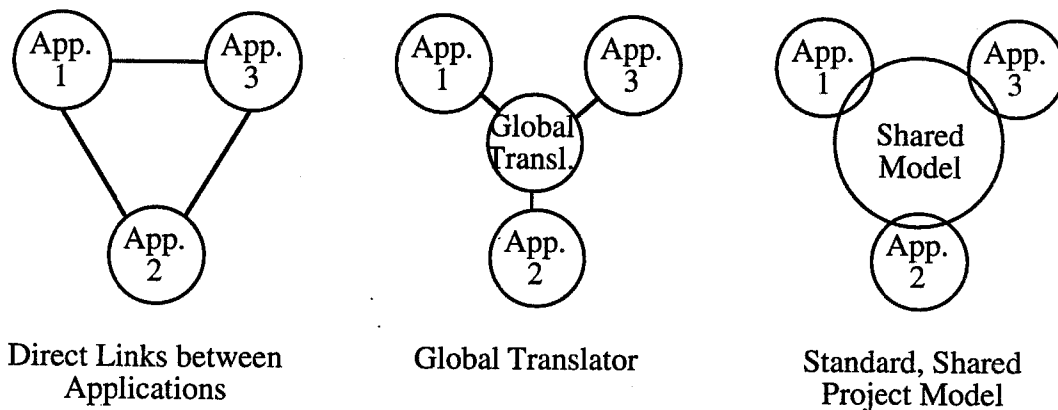 App.
1
App.
3
App.
2
Direct Links between
Applications
App.
1
App.
3
Global
Transl.
App.
2
Global Translator
App.
1
App.
3
Shared
Model
App.
2
Standard, Shared
Project Model